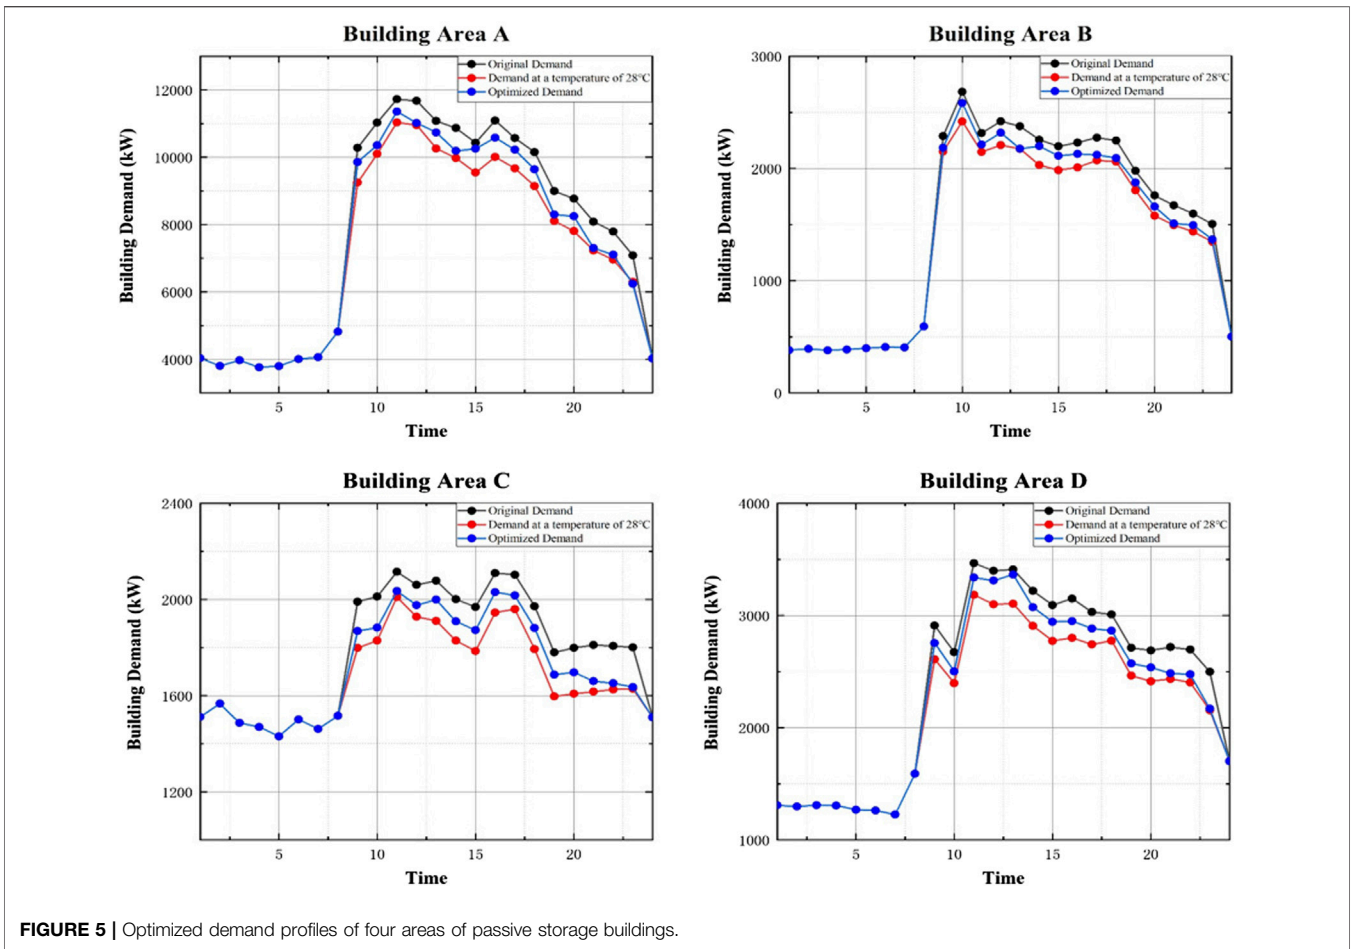 Building Area A
Original Demand
Demand at a temperature of 28°C
Optimized Demand
12000
10000
8000
6000
4000
Building Demand (kW)
5
10
15
20
Time
Building Area B
Original Demand
Demand at a temperature of 28°C
Optimized Demand
3000
2000
1000
0
Building Demand (kW)
5
10
15
20
Time
Building Area C
Original Demand
Demand at a temperature of 28°C
Optimized Demand
2400
2000
1600
1200
Building Demand (kW)
5
10
15
20
Time
Building Area D
Original Demand
Demand at a temperature of 28°C
Optimized Demand
4000
3000
2000
1000
Building Demand (kW)
5
10
15
20
Time
FIGURE 5 | Optimized demand profiles of four areas of passive storage buildings.